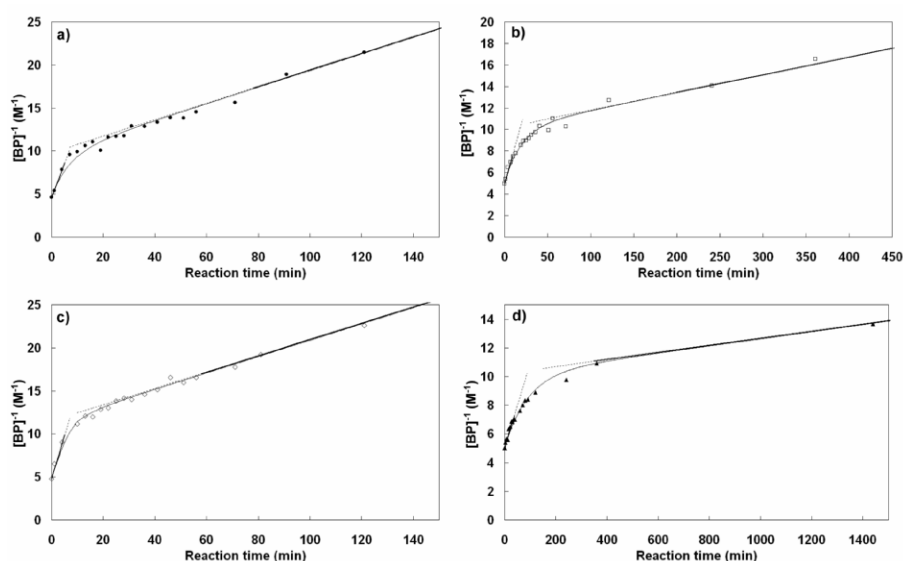 a)
25
20
15
10
5
0
[BP]⁻¹ (M⁻¹)
0 20 40 60 80 100 120 140
Reaction time (min)
b)
20
18
16
14
12
10
8
6
4
2
0
[BP]⁻¹ (M⁻¹)
0 50 100 150 200 250 300 350 400 450
Reaction time (min)
c)
25
20
15
10
5
0
[BP]⁻¹ (M⁻¹)
0 20 40 60 80 100 120 140
Reaction time (min)
d)
14
12
10
8
6
4
2
0
[BP]⁻¹ (M⁻¹)
0 200 400 600 800 1000 1200 1400
Reaction time (min)